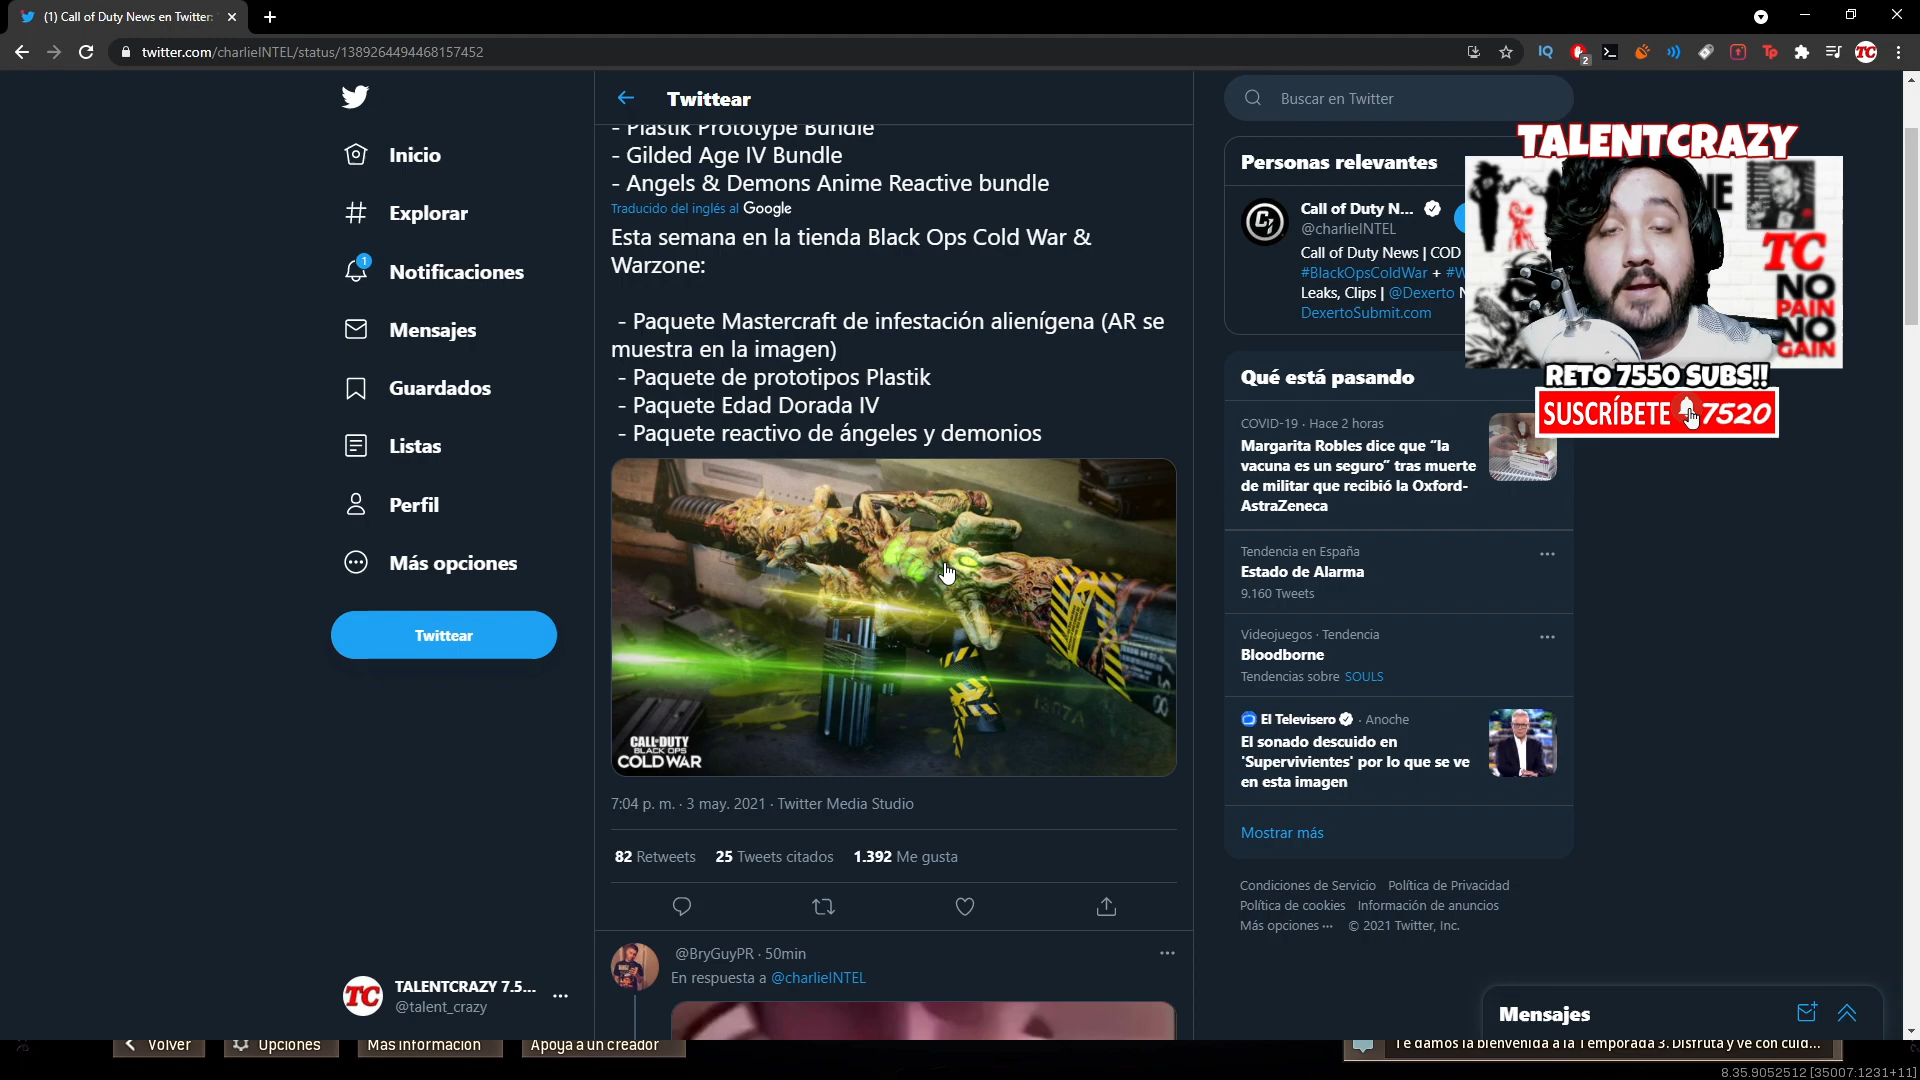 (1) Call of Duty News en Twitter:
twitter.com/charlieINTEL/status/1389264494468157452
IQ
2
Tp
TC
Inicio
Explorar
1
Notificaciones
Mensajes
Guardados
Listas
Perfil
Más opciones
Twittear
TC
TALENTCRAZY 7.5...
@talent_crazy
Twittear
- Plastik Prototype Bundle
- Gilded Age IV Bundle
- Angels & Demons Anime Reactive bundle
Traducido del inglés al Google
Esta semana en la tienda Black Ops Cold War &
Warzone:
- Paquete Mastercraft de infestación alienígena (AR se
muestra en la imagen)
- Paquete de prototipos Plastik
- Paquete Edad Dorada IV
- Paquete reactivo de ángeles y demonios
CALL OF DUTY
BLACK OPS
COLD WAR
7:04 p. m. · 3 may. 2021 · Twitter Media Studio
82 Retweets 25 Tweets citados 1.392 Me gusta
@BryGuyPR · 50min
En respuesta a @charlieINTEL
Buscar en Twitter
Personas relevantes
Call of Duty N...
@charlieINTEL
Call of Duty News | COD
#BlackOpsColdWar + #W
Leaks, Clips | @Dexerto
DexertoSubmit.com
Qué está pasando
COVID-19 · Hace 2 horas
Margarita Robles dice que “la
vacuna es un seguro” tras muerte
de militar que recibió la Oxford-
AstraZeneca
Tendencia en España
Estado de Alarma
9.160 Tweets
Videojuegos · Tendencia
Bloodborne
Tendencias sobre SOULS
El Televisero · Anoche
El sonado descuido en
'Supervivientes' por lo que se ve
en esta imagen
Mostrar más
Condiciones de Servicio Política de Privacidad
Política de cookies Información de anuncios
Más opciones ··· © 2021 Twitter, Inc.
Mensajes
TALENTCRAZY
TC
NO
PAIN
NO
GAIN
RETO 7550 SUBS!!
SUSCRÍBETE 7520
Volver
Opciones
Más información
Apoya a un creador
Te damos la bienvenida a la Temporada 3. Disfruta y ve con cuid...
8.35.9052512 [35007:1231+11]